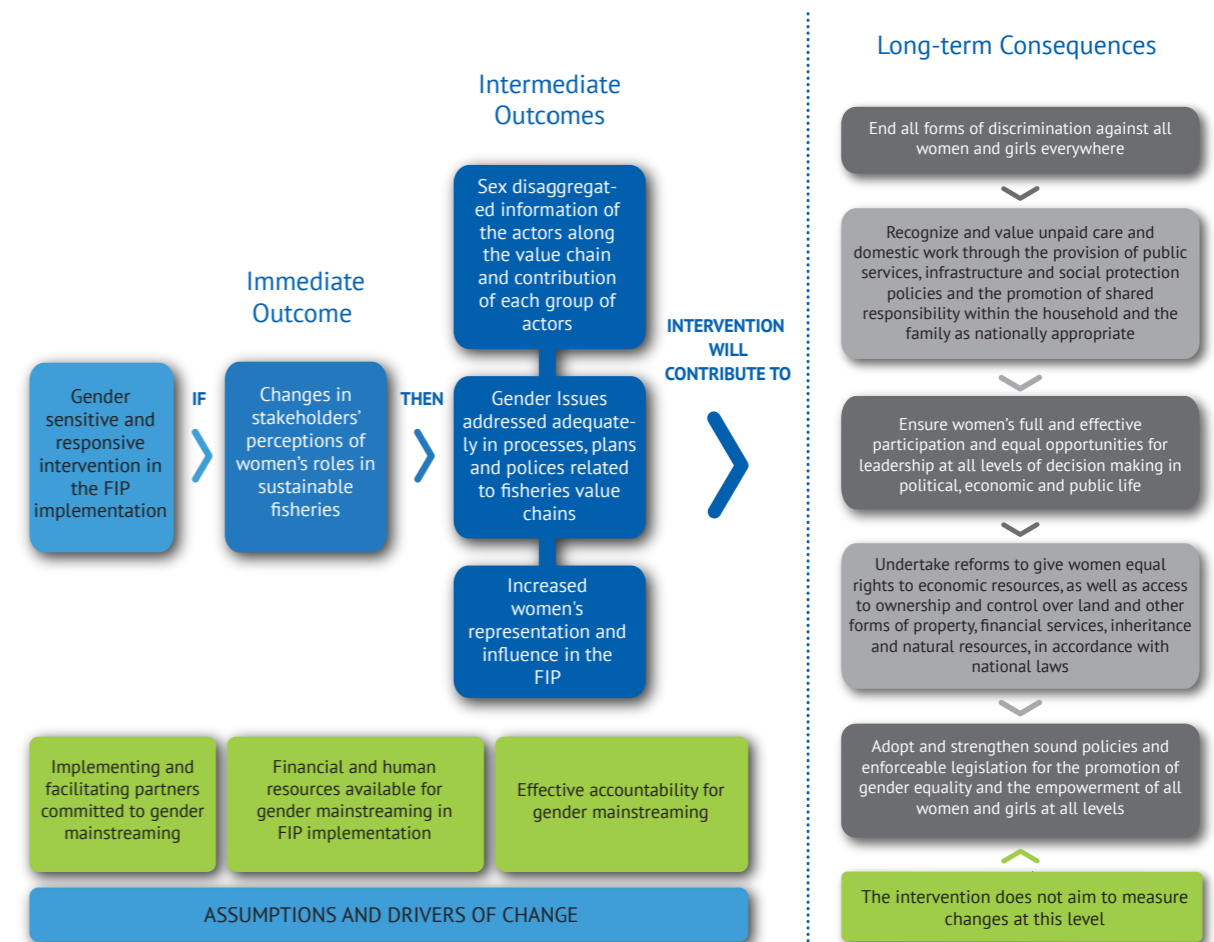 Long-term Consequences
Intermediate
Outcomes
Immediate
Outcome
Gender
sensitive and
responsive
intervention in
the FIP
implementation
IF
Changes in
stakeholders'
perceptions of
women's roles in
sustainable
fisheries
THEN
Sex disaggregat-
ed information of
the actors along
the value chain
and contribution
of each group of
actors
Gender Issues
addressed adequate-
ly in processes, plans
and polices related
to fisheries value
chains
Increased
women's
representation and
influence in the
FIP
INTERVENTION
WILL
CONTRIBUTE TO
End all forms of discrimination against all
women and girls everywhere
Recognize and value unpaid care and
domestic work through the provision of public
services, infrastructure and social protection
policies and the promotion of shared
responsibility within the household and the
family as nationally appropriate
Ensure women's full and effective
participation and equal opportunities for
leadership at all levels of decision making in
political, economic and public life
Undertake reforms to give women equal
rights to economic resources, as well as access
to ownership and control over land and other
forms of property, financial services, inheritance
and natural resources, in accordance with
national laws
Adopt and strengthen sound policies and
enforceable legislation for the promotion of
gender equality and the empowerment of all
women and girls at all levels
The intervention does not aim to measure
changes at this level
Implementing and
facilitating partners
committed to gender
mainstreaming
Financial and human
resources available for
gender mainstreaming in
FIP implementation
Effective accountability for
gender mainstreaming
ASSUMPTIONS AND DRIVERS OF CHANGE